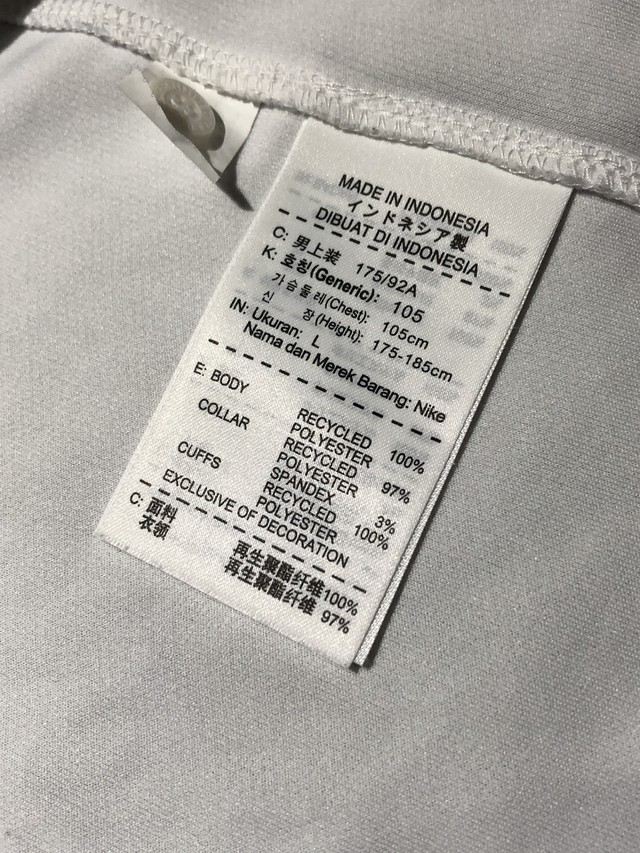 MADE IN INDONESIA
インドネシア製
DIBUAT DI INDONESIA
C: 男上装 175/92A
K: 호칭(Generic): 105
가슴둘레(Chest): 105cm
신 장(Height): 175-185cm
IN: Ukuran: L
Nama dan Merek Barang: Nike
E: BODY RECYCLED
POLYESTER 100%
COLLAR RECYCLED
POLYESTER 97%
SPANDEX 3%
CUFFS RECYCLED
POLYESTER 100%
EXCLUSIVE OF DECORATION
C: 面料 再生聚酯纤维100%
衣领 再生聚酯纤维 97%